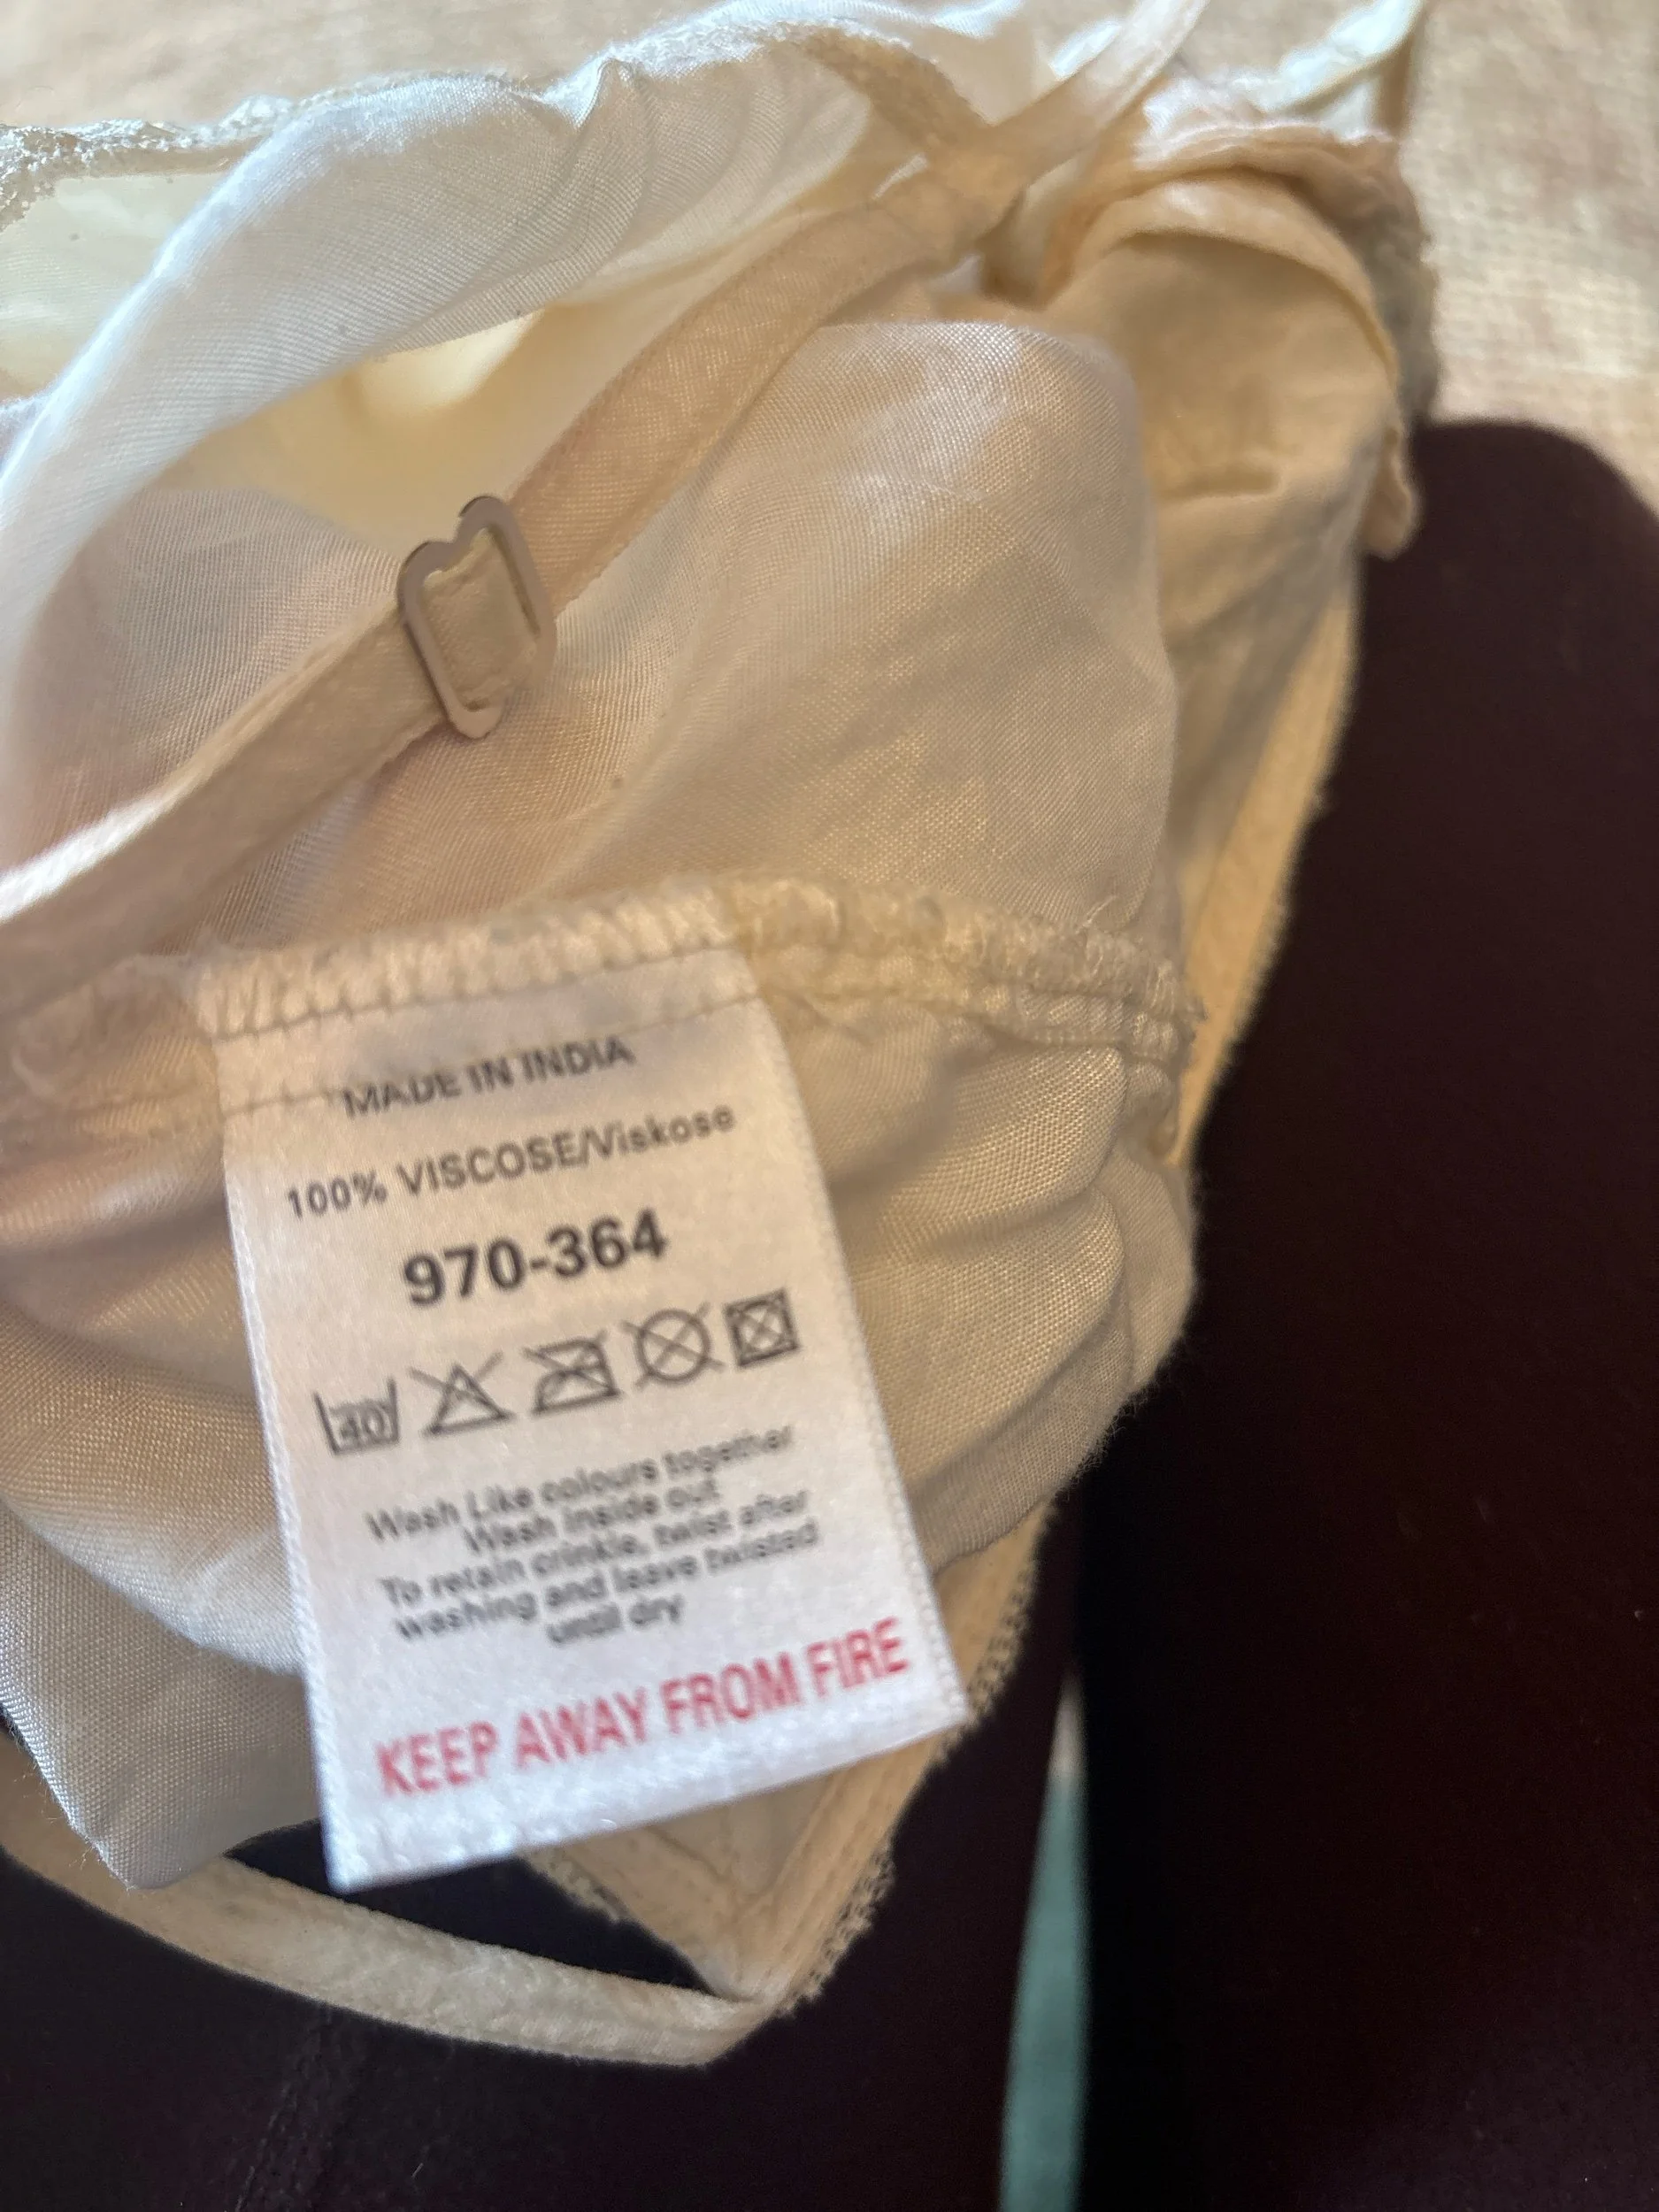 MADE IN INDIA
100% VISCOSE/Viskose
970-364
40
Wash Like colours together
Wash inside out
To retain crinkle, twist after
washing and leave twisted
until dry
KEEP AWAY FROM FIRE